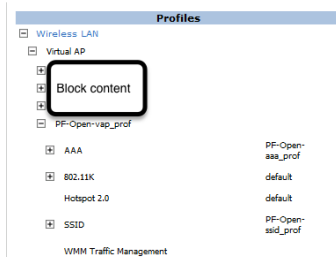 Profiles
Wireless LAN
Virtual AP
Block content
PF-Open-vap_prof
AAA PF-Open-
aaa_prof
802.11K default
Hotspot 2.0 default
SSID PF-Open-
ssid_prof
WMM Traffic Management